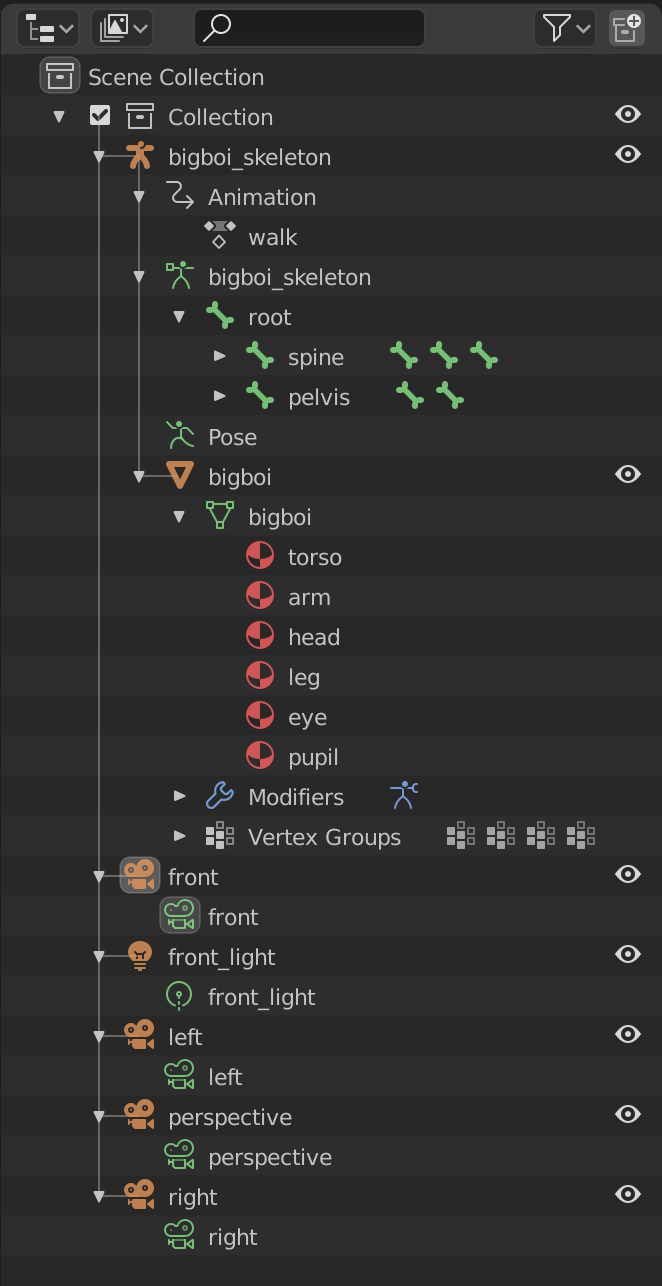 Scene Collection
Collection
bigboi_skeleton
Animation
walk
bigboi_skeleton
root
spine
pelvis
Pose
bigboi
bigboi
torso
arm
head
leg
eye
pupil
Modifiers
Vertex Groups
front
front
front_light
front_light
left
left
perspective
perspective
right
right